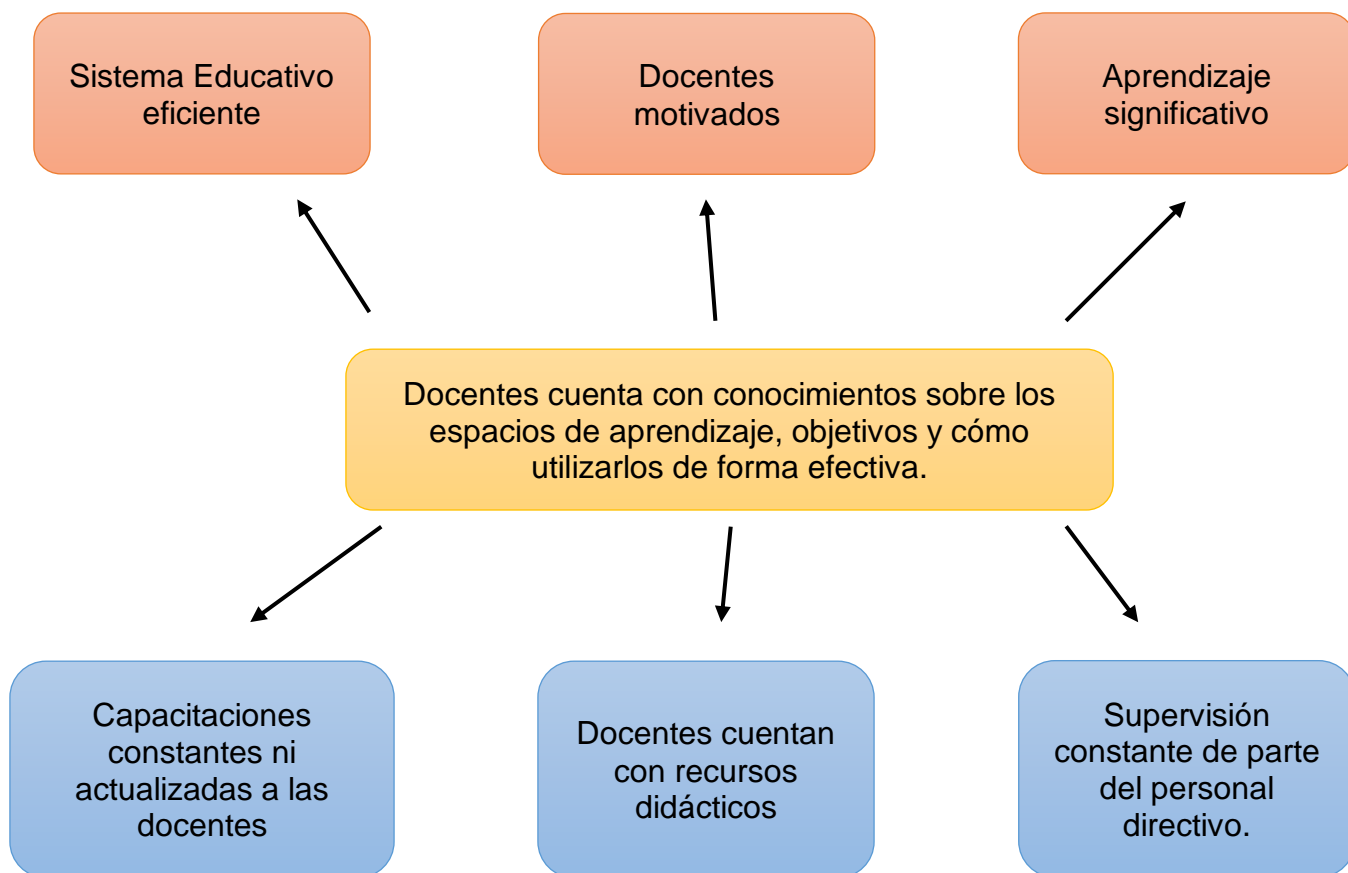 Sistema Educativo
eficiente
Docentes
motivados
Aprendizaje
significativo
Docentes cuenta con conocimientos sobre los
espacios de aprendizaje, objetivos y cómo
utilizarlos de forma efectiva.
Capacitaciones
constantes ni
actualizadas a las
docentes
Docentes cuentan
con recursos
didácticos
Supervisión
constante de parte
del personal
directivo.